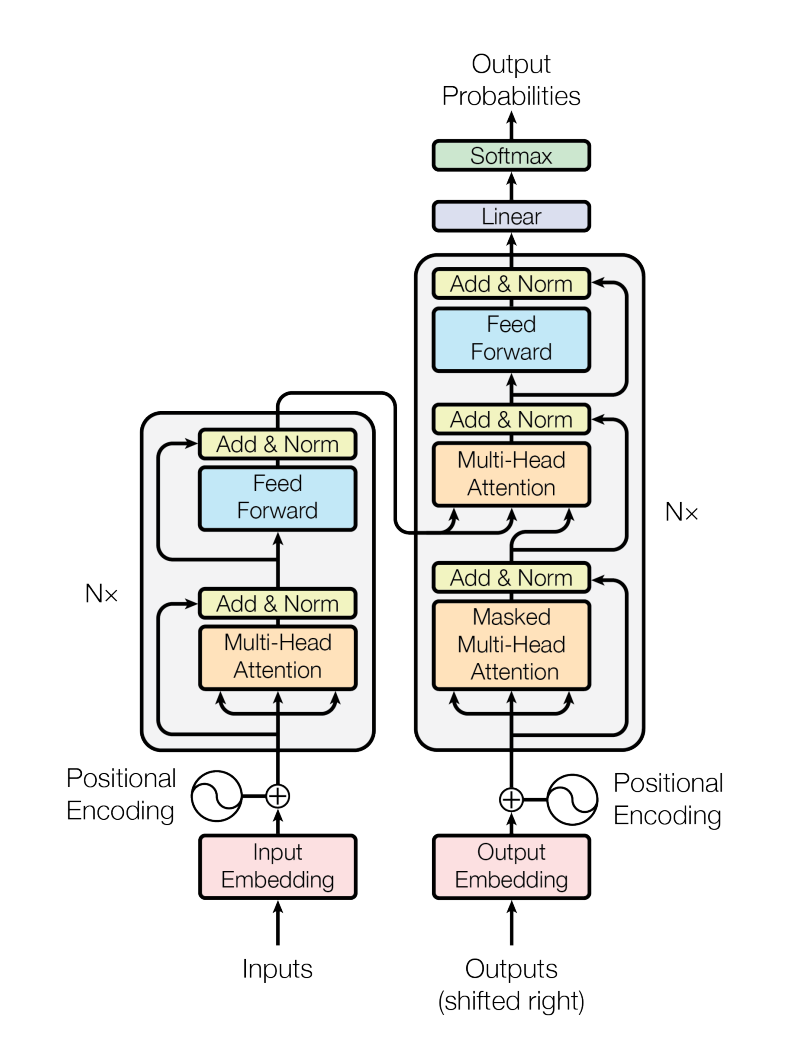 Output
Probabilities
Softmax
Linear
Add & Norm
Feed
Forward
Add & Norm
Multi-Head
Attention
Add & Norm
Masked
Multi-Head
Attention
N×
Add & Norm
Feed
Forward
Add & Norm
Multi-Head
Attention
N×
Positional
Encoding
Positional
Encoding
Input
Embedding
Output
Embedding
Inputs
Outputs
(shifted right)